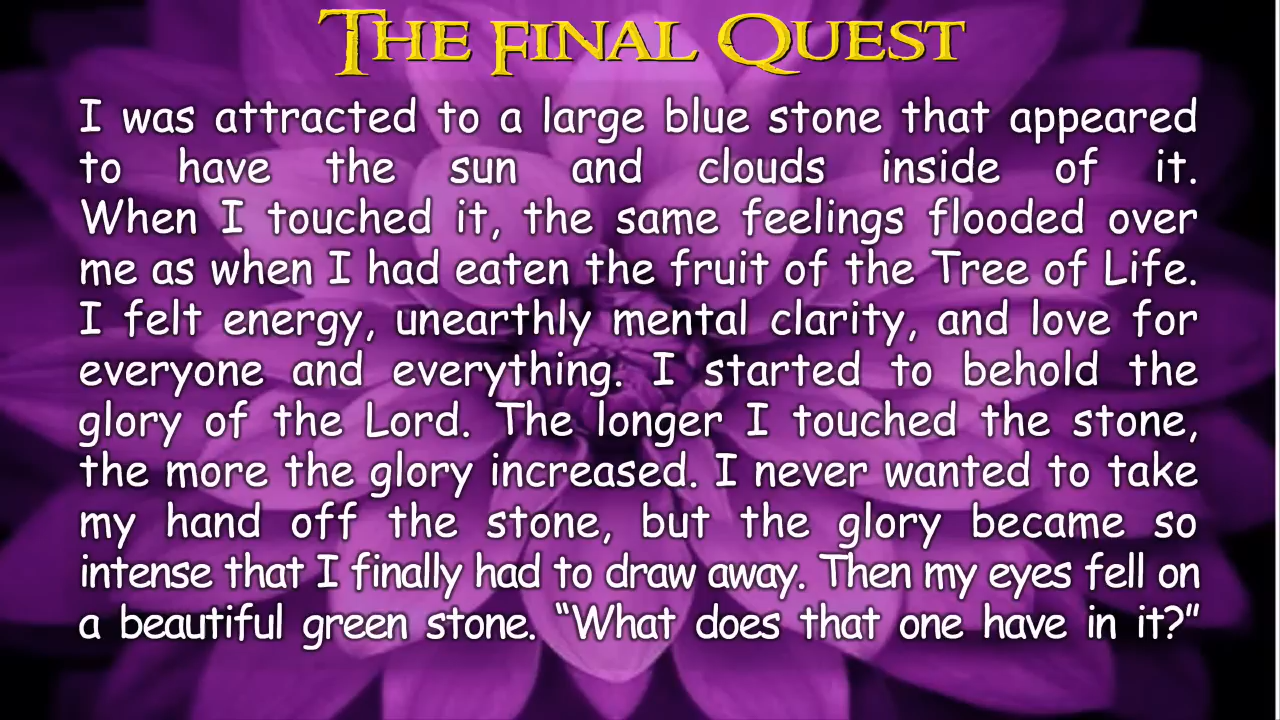 The Final Quest
I was attracted to a large blue stone that appeared
to have the sun and clouds inside of it.
When I touched it, the same feelings flooded over
me as when I had eaten the fruit of the Tree of Life.
I felt energy, unearthly mental clarity, and love for
everyone and everything. I started to behold the
glory of the Lord. The longer I touched the stone,
the more the glory increased. I never wanted to take
my hand off the stone, but the glory became so
intense that I finally had to draw away. Then my eyes fell on
a beautiful green stone. “What does that one have in it?”